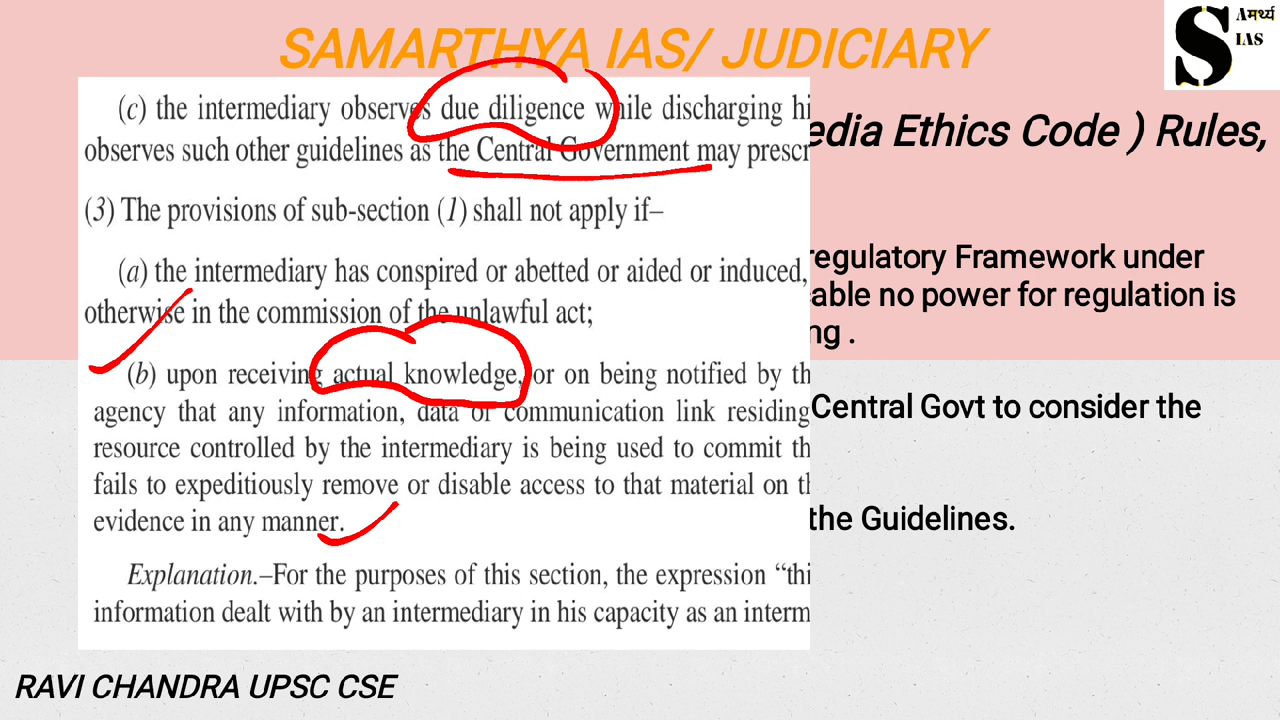 SAMARTHYA IAS/ JUDICIARY
Aमर्थ्य
S IAS
edia Ethics Code ) Rules,
regulatory Framework under
able no power for regulation is
ng .
Central Govt to consider the
the Guidelines.
(c) the intermediary observes due diligence while discharging hi
observes such other guidelines as the Central Government may prescr
(3) The provisions of sub-section (1) shall not apply if–
(a) the intermediary has conspired or abetted or aided or induced,
otherwise in the commission of the unlawful act;
(b) upon receiving actual knowledge, or on being notified by th
agency that any information, data or communication link residing
resource controlled by the intermediary is being used to commit th
fails to expeditiously remove or disable access to that material on th
evidence in any manner.
Explanation.–For the purposes of this section, the expression “thi
information dealt with by an intermediary in his capacity as an interm
RAVI CHANDRA UPSC CSE